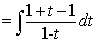 =∫(1+t−1)/(1-t) dt